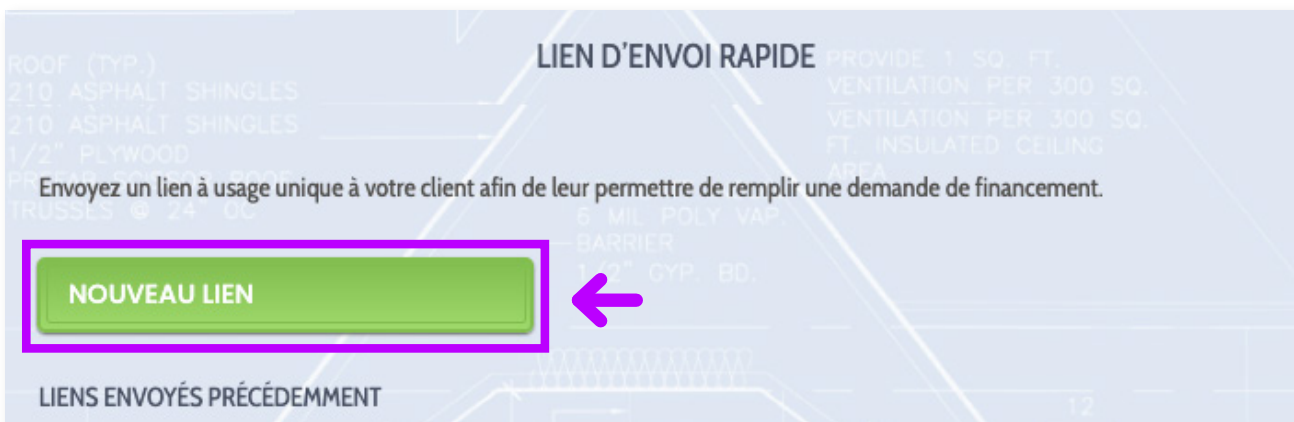 LIEN D'ENVOI RAPIDE
ROOF (TYP.)
210 ASPHALT SHINGLES
210 ASPHALT SHINGLES
1/2" PLYWOOD
TRUSSES @ 24" OC
PROVIDE 1 SQ. FT.
VENTILATION PER 300 SQ.
VENTILATION PER 300 SQ.
FT. INSULATED CEILING
AREA
Envoyez un lien à usage unique à votre client afin de leur permettre de remplir une demande de financement.
6 MIL POLY VAP.
BARRIER
1/2" GYP. BD.
NOUVEAU LIEN
LIENS ENVOYÉS PRÉCÉDEMMENT
12